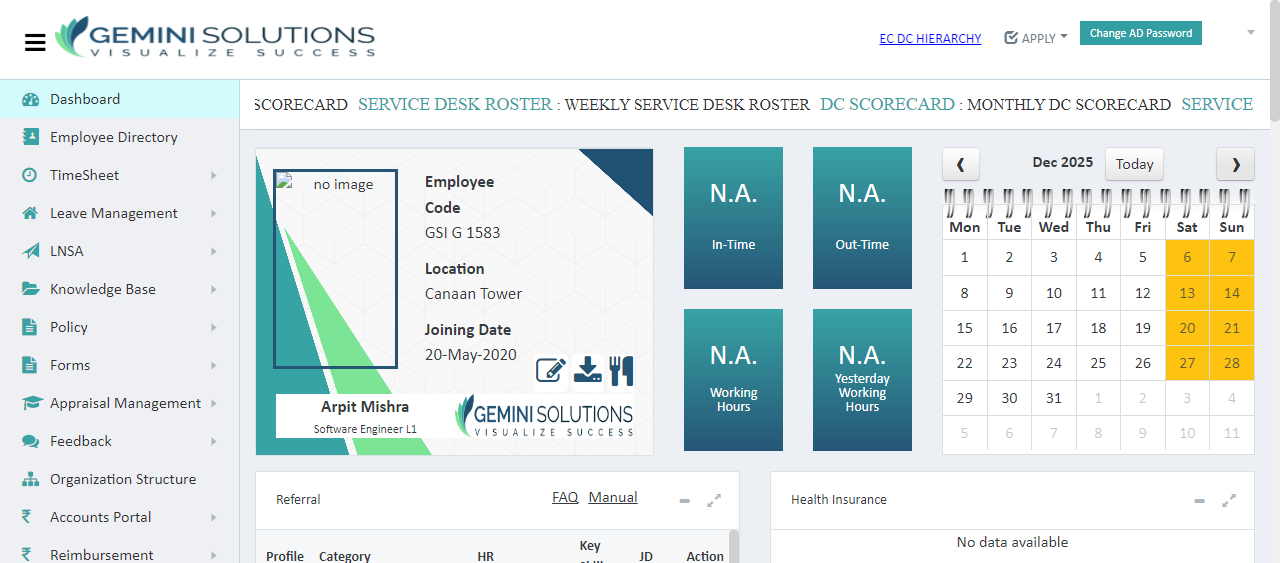 GEMINI SOLUTIONS
VISUALIZE SUCCESS
EC DC HIERARCHY
APPLY
Change AD Password
Dashboard
Employee Directory
TimeSheet
Leave Management
LNSA
Knowledge Base
Policy
Forms
Appraisal Management
Feedback
Organization Structure
Accounts Portal
Reimbursement
SCORECARD SERVICE DESK ROSTER : WEEKLY SERVICE DESK ROSTER DC SCORECARD : MONTHLY DC SCORECARD SERVICE
no image
Employee
Code
GSI G 1583
Location
Canaan Tower
Joining Date
20-May-2020
Arpit Mishra
Software Engineer L1
GEMINI SOLUTIONS
VISUALIZE SUCCESS
N.A.
In-Time
N.A.
Out-Time
N.A.
Working
Hours
N.A.
Yesterday
Working
Hours
Dec 2025
Today
Mon Tue Wed Thu Fri Sat Sun
1 2 3 4 5 6 7
8 9 10 11 12 13 14
15 16 17 18 19 20 21
22 23 24 25 26 27 28
29 30 31 1 2 3 4
5 6 7 8 9 10 11
Referral
FAQ Manual
Profile Category HR Key JD Action
Health Insurance
No data available